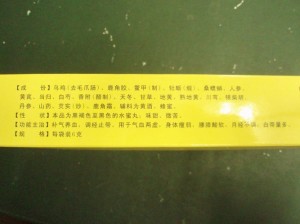 【成　份】乌鸡(去毛爪肠)、鹿角胶、鳖甲(制)、牡蛎(煅)、桑螵蛸、人参、
黄芪、当归、白芍、香附(醋制)、天冬、甘草、地黄、熟地黄、川芎、银柴胡、
丹参、山药、芡实(炒)、鹿角霜。辅料为黄酒、蜂蜜。
【性　状】本品为黑褐色至黑色的水蜜丸，味甜、微苦。
【功能主治】补气养血，调经止带。用于气血两虚，身体瘦弱，腰膝酸软，月经不调，白带量多。
【规　格】每袋装6克